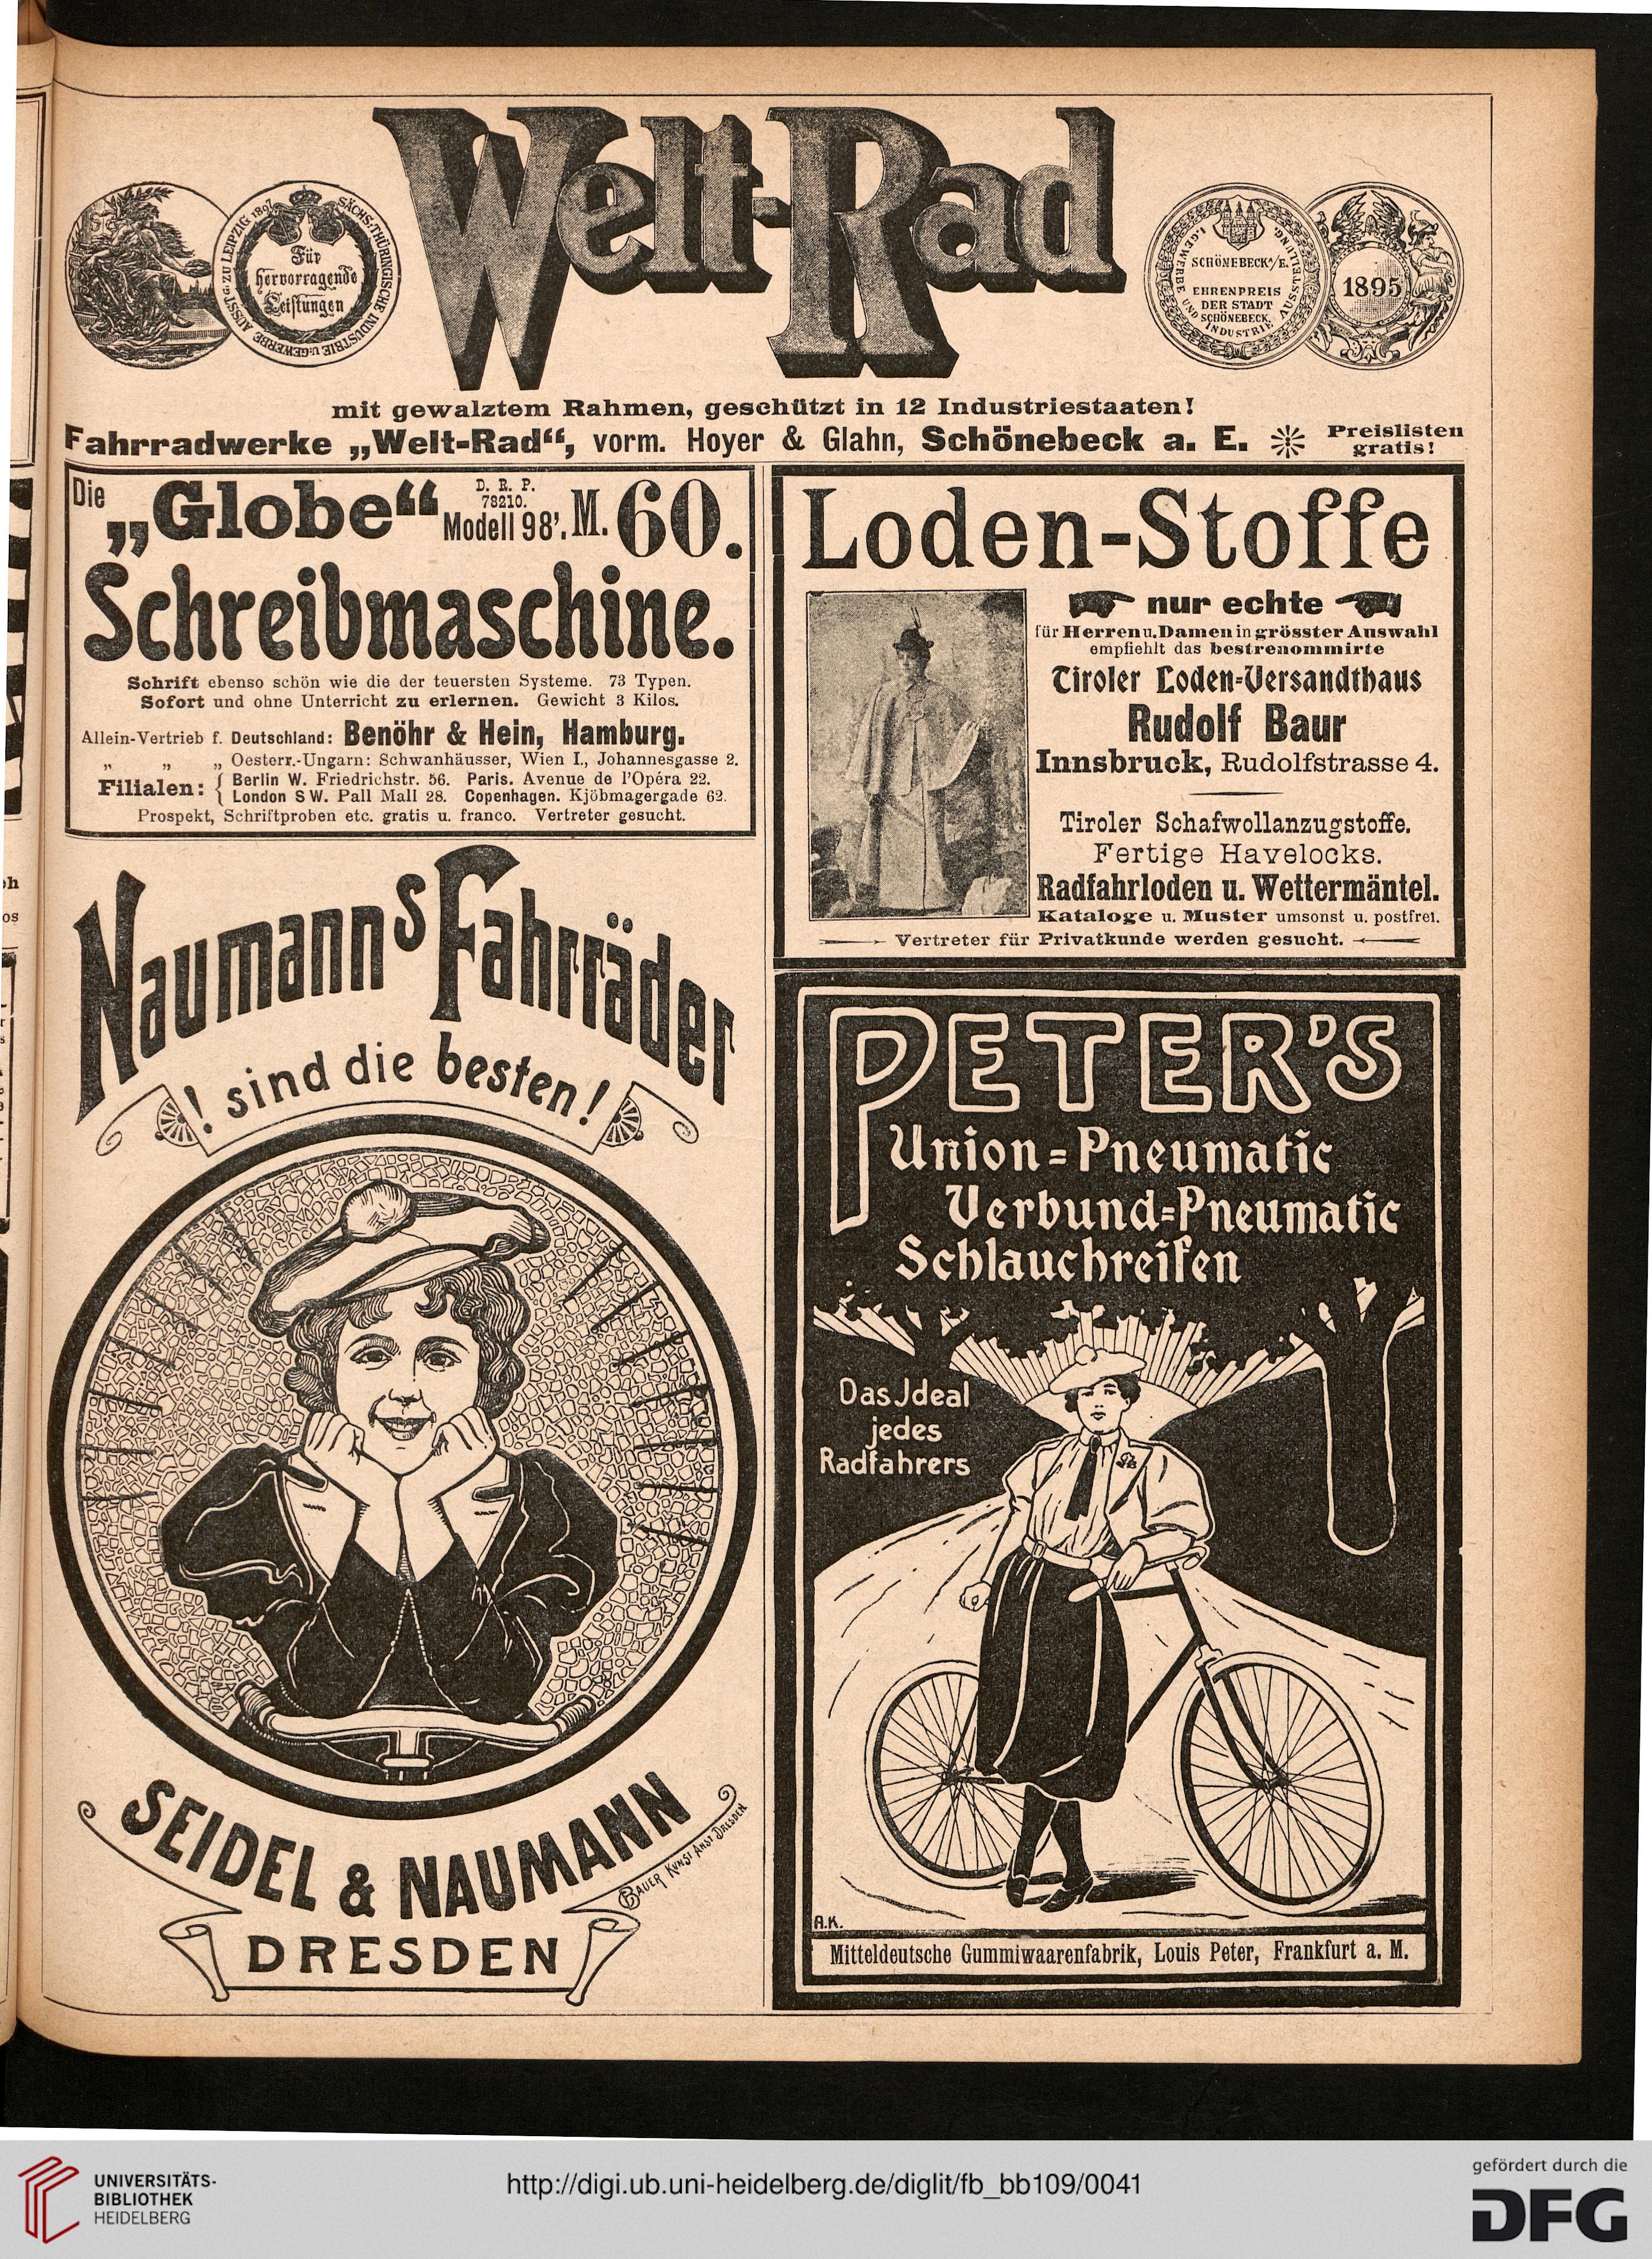 Welt-Rad
SÄCHS.-THÜRINGISCHE INDUSTRIE u. GEWERBE AUSST. G. ZU LEIPZIG 1897
Für
hervorragende
Leistungen
I. GEWERBE UND INDUSTRIE AUSSTELLUNG.
SCHÖNEBECK a/E.
EHRENPREIS
DER STADT
SCHÖNEBECK.
1895
mit gewalztem Rahmen, geschützt in 12 Industriestaaten!
Fahrradwerke „Welt-Rad“, vorm. Hoyer & Glahn, Schönebeck a. E. Preislisten gratis!
Die „Globe“ D. R. P. 78210. Modell 98’. M. 60.
Schreibmaschine.
Schrift ebenso schön wie die der teuersten Systeme. 73 Typen.
Sofort und ohne Unterricht zu erlernen. Gewicht 3 Kilos.
Allein-Vertrieb f. Deutschland: Benöhr & Hein, Hamburg.
„ „ „ Oesterr.-Ungarn: Schwanhäusser, Wien I., Johannesgasse 2.
Filialen: { Berlin W. Friedrichstr. 56. Paris. Avenue de l'Opéra 22.
London SW. Pall Mall 28. Copenhagen. Kjöbmagergade 62.
Prospekt, Schriftproben etc. gratis u. franco. Vertreter gesucht.
Loden-Stoffe
nur echte
für Herren u. Damen in grösster Auswahl
empfiehlt das bestrenommirte
Tiroler Loden-Versandthaus
Rudolf Baur
Innsbruck, Rudolfstrasse 4.
Tiroler Schafwollanzugstoffe.
Fertige Havelocks.
Radfahrloden u. Wettermäntel.
Kataloge u. Muster umsonst u. postfrei.
Vertreter für Privatkunde werden gesucht.
Naumanns Fahrräder
! sind die besten!
SEIDEL & NAUMANN
BAUER KUNST ANST DRESDEN
DRESDEN
PETER'S
Union=Pneumatic
Verbund=Pneumatic
Schlauchreifen
Das Jdeal
jedes
Radfahrers
A.K.
Mitteldeutsche Gummiwaarenfabrik, Louis Peter, Frankfurt a. M.
UNIVERSITÄTS-
BIBLIOTHEK
HEIDELBERG
http://digi.ub.uni-heidelberg.de/diglit/fb_bb109/0041
gefördert durch die
DFG